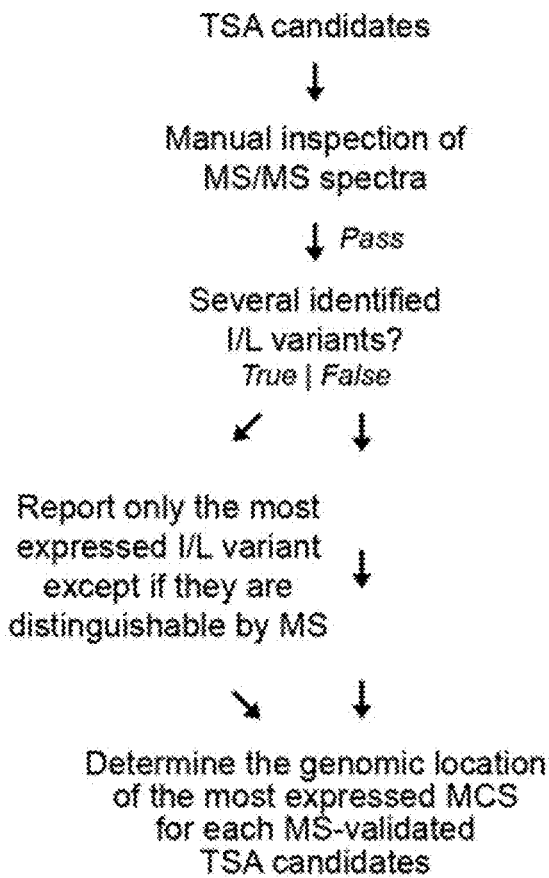 TSA candidates
Manual inspection of
MS/MS spectra
Pass
Several identified
I/L variants?
True | False
Report only the most
expressed I/L variant
except if they are
distinguishable by MS
Determine the genomic location
of the most expressed MCS
for each MS-validated
TSA candidates